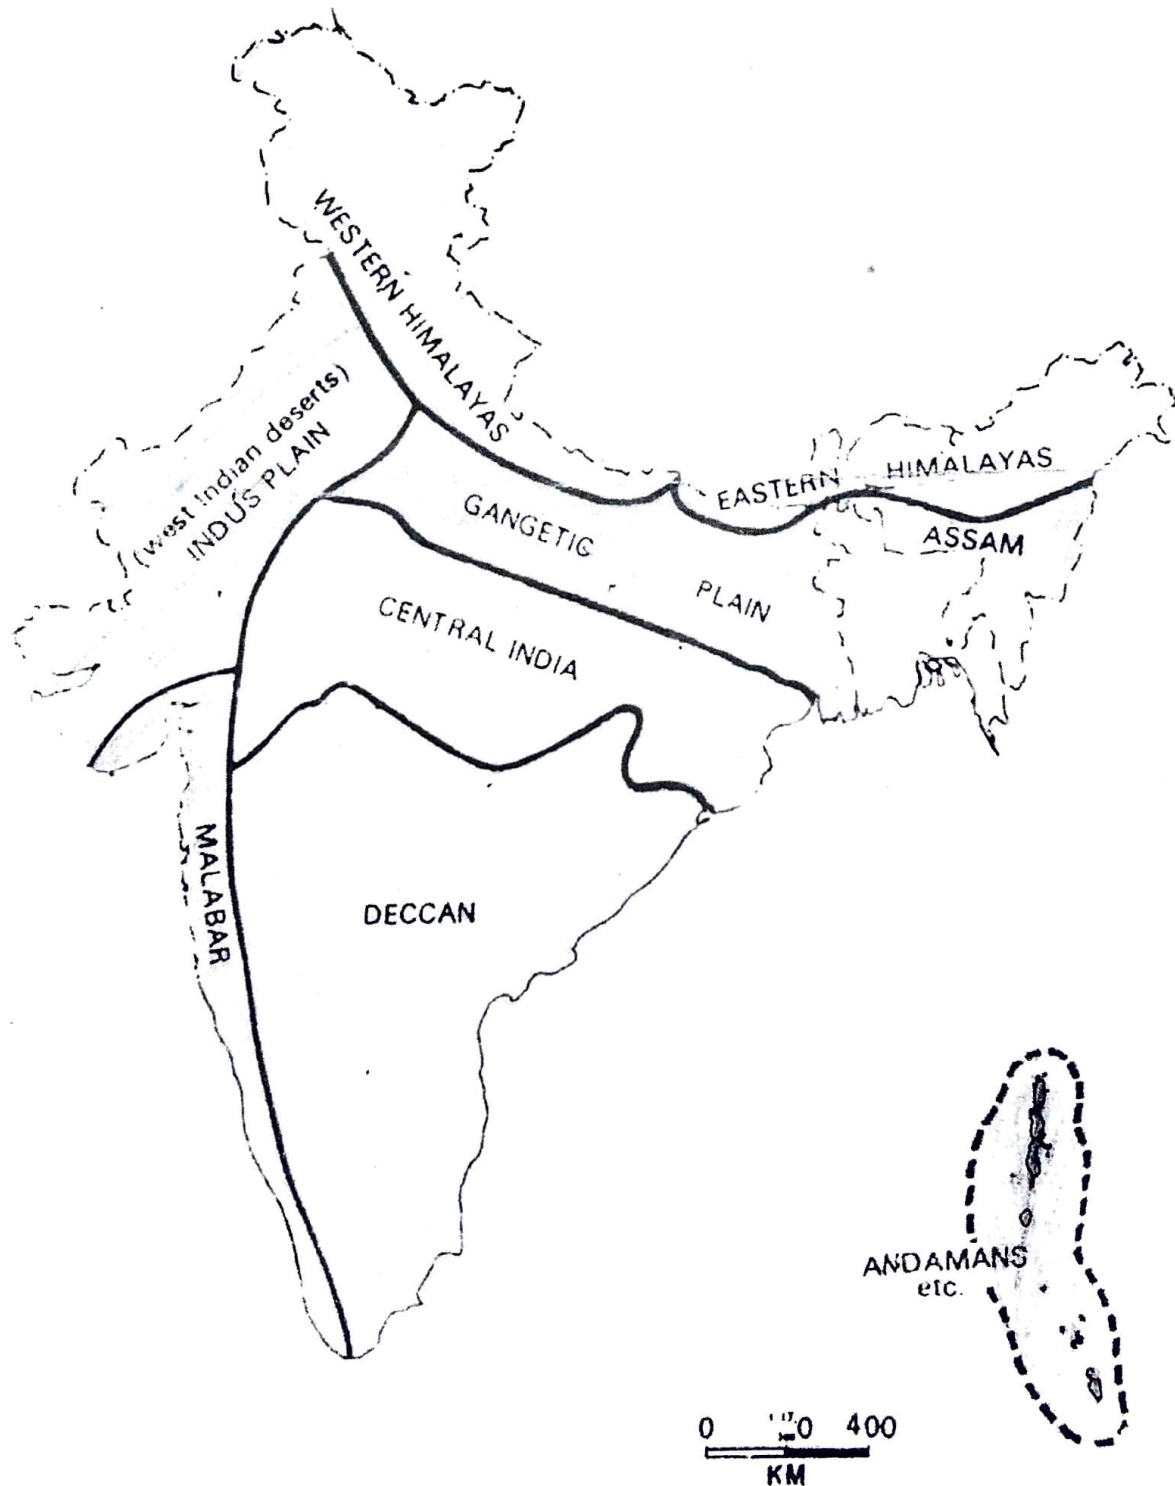 WESTERN HIMALAYAS
(west Indian deserts)
INDUS PLAIN
EASTERN HIMALAYAS
ASSAM
GANGETIC PLAIN
CENTRAL INDIA
MALABAR
DECCAN
ANDAMANS
etc.
0 400
KM